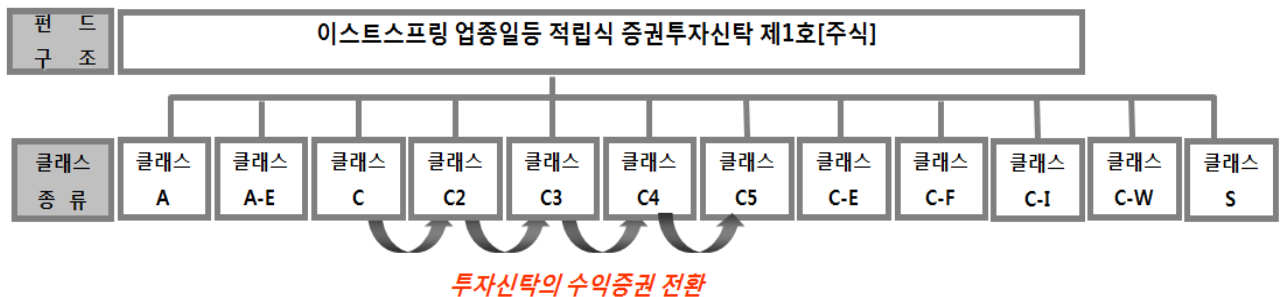 펀 드
구 조
이스트스프링 업종일등 적립식 증권투자신탁 제1호[주식]
클래스
종 류
클래스
A
클래스
A-E
클래스
C
클래스
C2
클래스
C3
클래스
C4
클래스
C5
클래스
C-E
클래스
C-F
클래스
C-I
클래스
C-W
클래스
S
투자신탁의 수익증권 전환